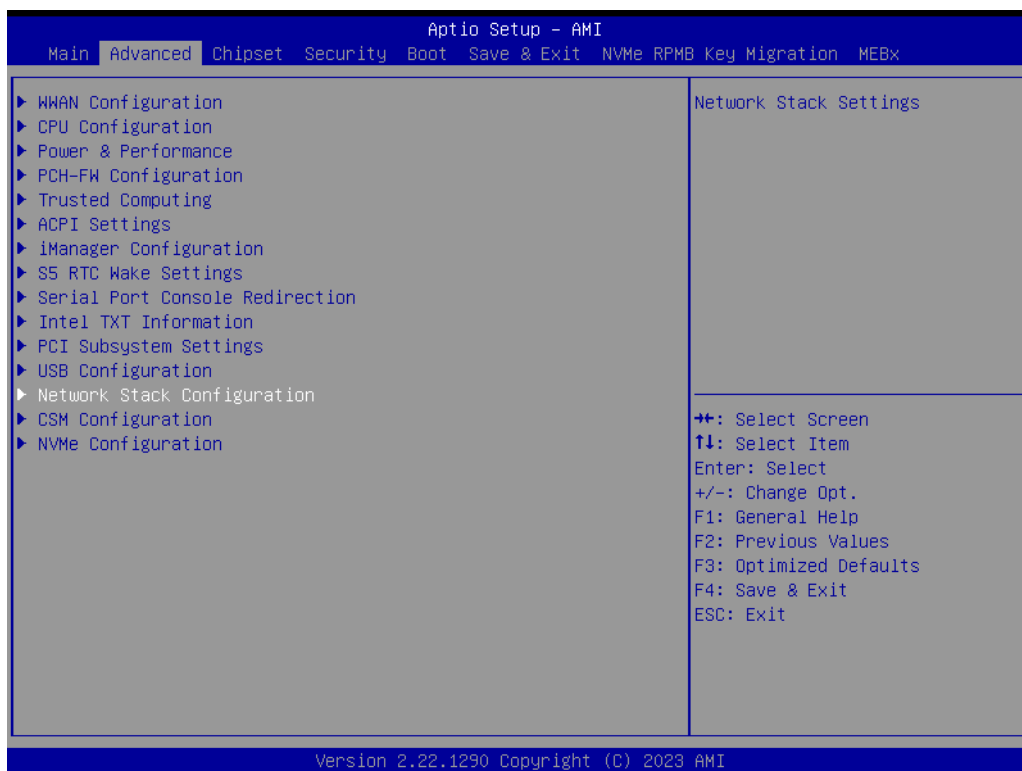 Aptio Setup – AMI
Main Advanced Chipset Security Boot Save & Exit NVMe RPMB Key Migration MEBx
▶ WWAN Configuration
▶ CPU Configuration
▶ Power & Performance
▶ PCH-FW Configuration
▶ Trusted Computing
▶ ACPI Settings
▶ iManager Configuration
▶ S5 RTC Wake Settings
▶ Serial Port Console Redirection
▶ Intel TXT Information
▶ PCI Subsystem Settings
▶ USB Configuration
▶ Network Stack Configuration
▶ CSM Configuration
▶ NVMe Configuration
Network Stack Settings
→←: Select Screen
↑↓: Select Item
Enter: Select
+/-: Change Opt.
F1: General Help
F2: Previous Values
F3: Optimized Defaults
F4: Save & Exit
ESC: Exit
Version 2.22.1290 Copyright (C) 2023 AMI